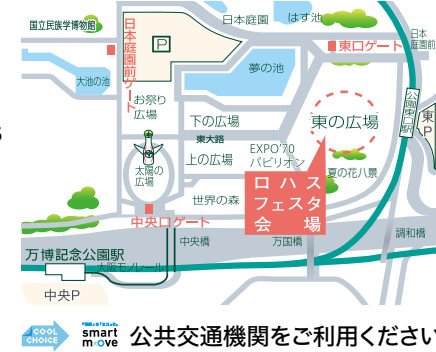 日本庭園
はす池
国立民族学博物館
日本庭園前ゲート
P
東口ゲート
日本
庭園
大池の池
夢の池
お祭り
広場
下の広場
東の広場
公園東口駅
東
P
東大路
EXPO'70
パビリオン
上の広場
太陽の
広場
夏の花八景
世界の森
ロハス
フェスタ
会場
中央口ゲート
中央橋
万国橋
調和橋
万博記念公園駅
大阪モノレール
中央P
COOL
CHOICE
smart
move
公共交通機関をご利用ください